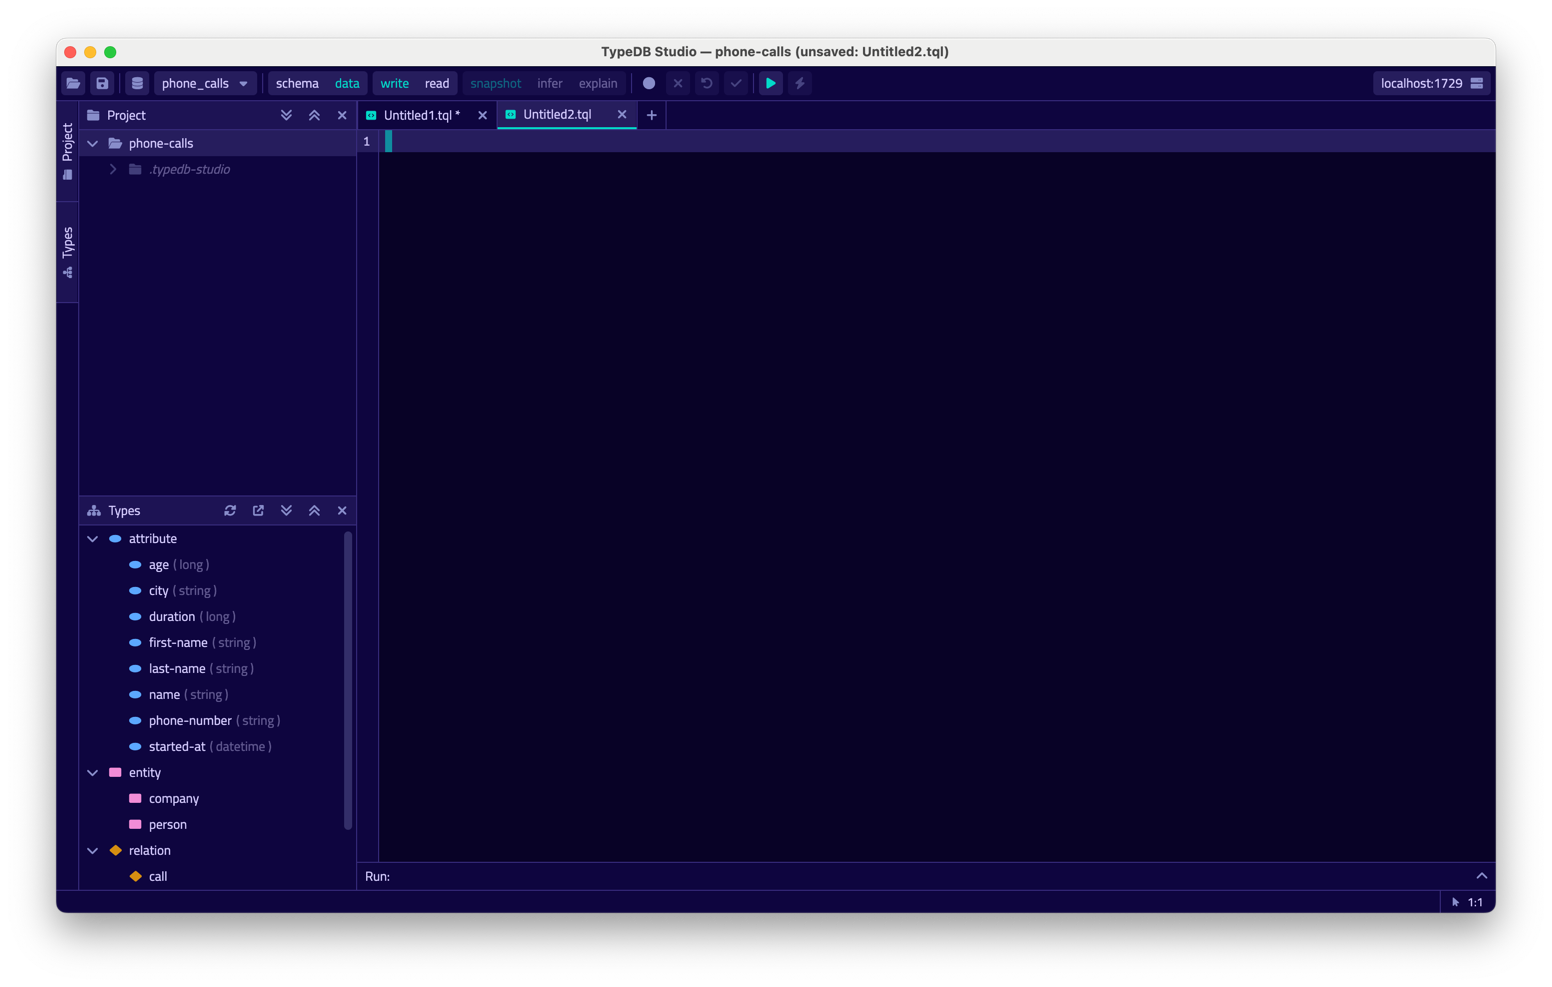 TypeDB Studio — phone-calls (unsaved: Untitled2.tql)
phone_calls schema data write read snapshot infer explain localhost:1729
Project
Types
Project
phone-calls
.typedb-studio
Untitled1.tql * Untitled2.tql
1
Types
attribute
age ( long )
city ( string )
duration ( long )
first-name ( string )
last-name ( string )
name ( string )
phone-number ( string )
started-at ( datetime )
entity
company
person
relation
call
Run:
1:1